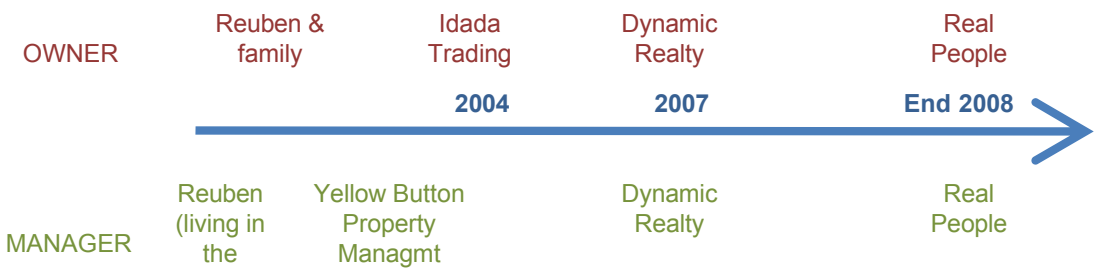 Reuben & Idada Dynamic Real
OWNER family Trading Realty People
2004 2007 End 2008
Reuben Yellow Button Dynamic Real
(living in Property Realty People
MANAGER the Managmt